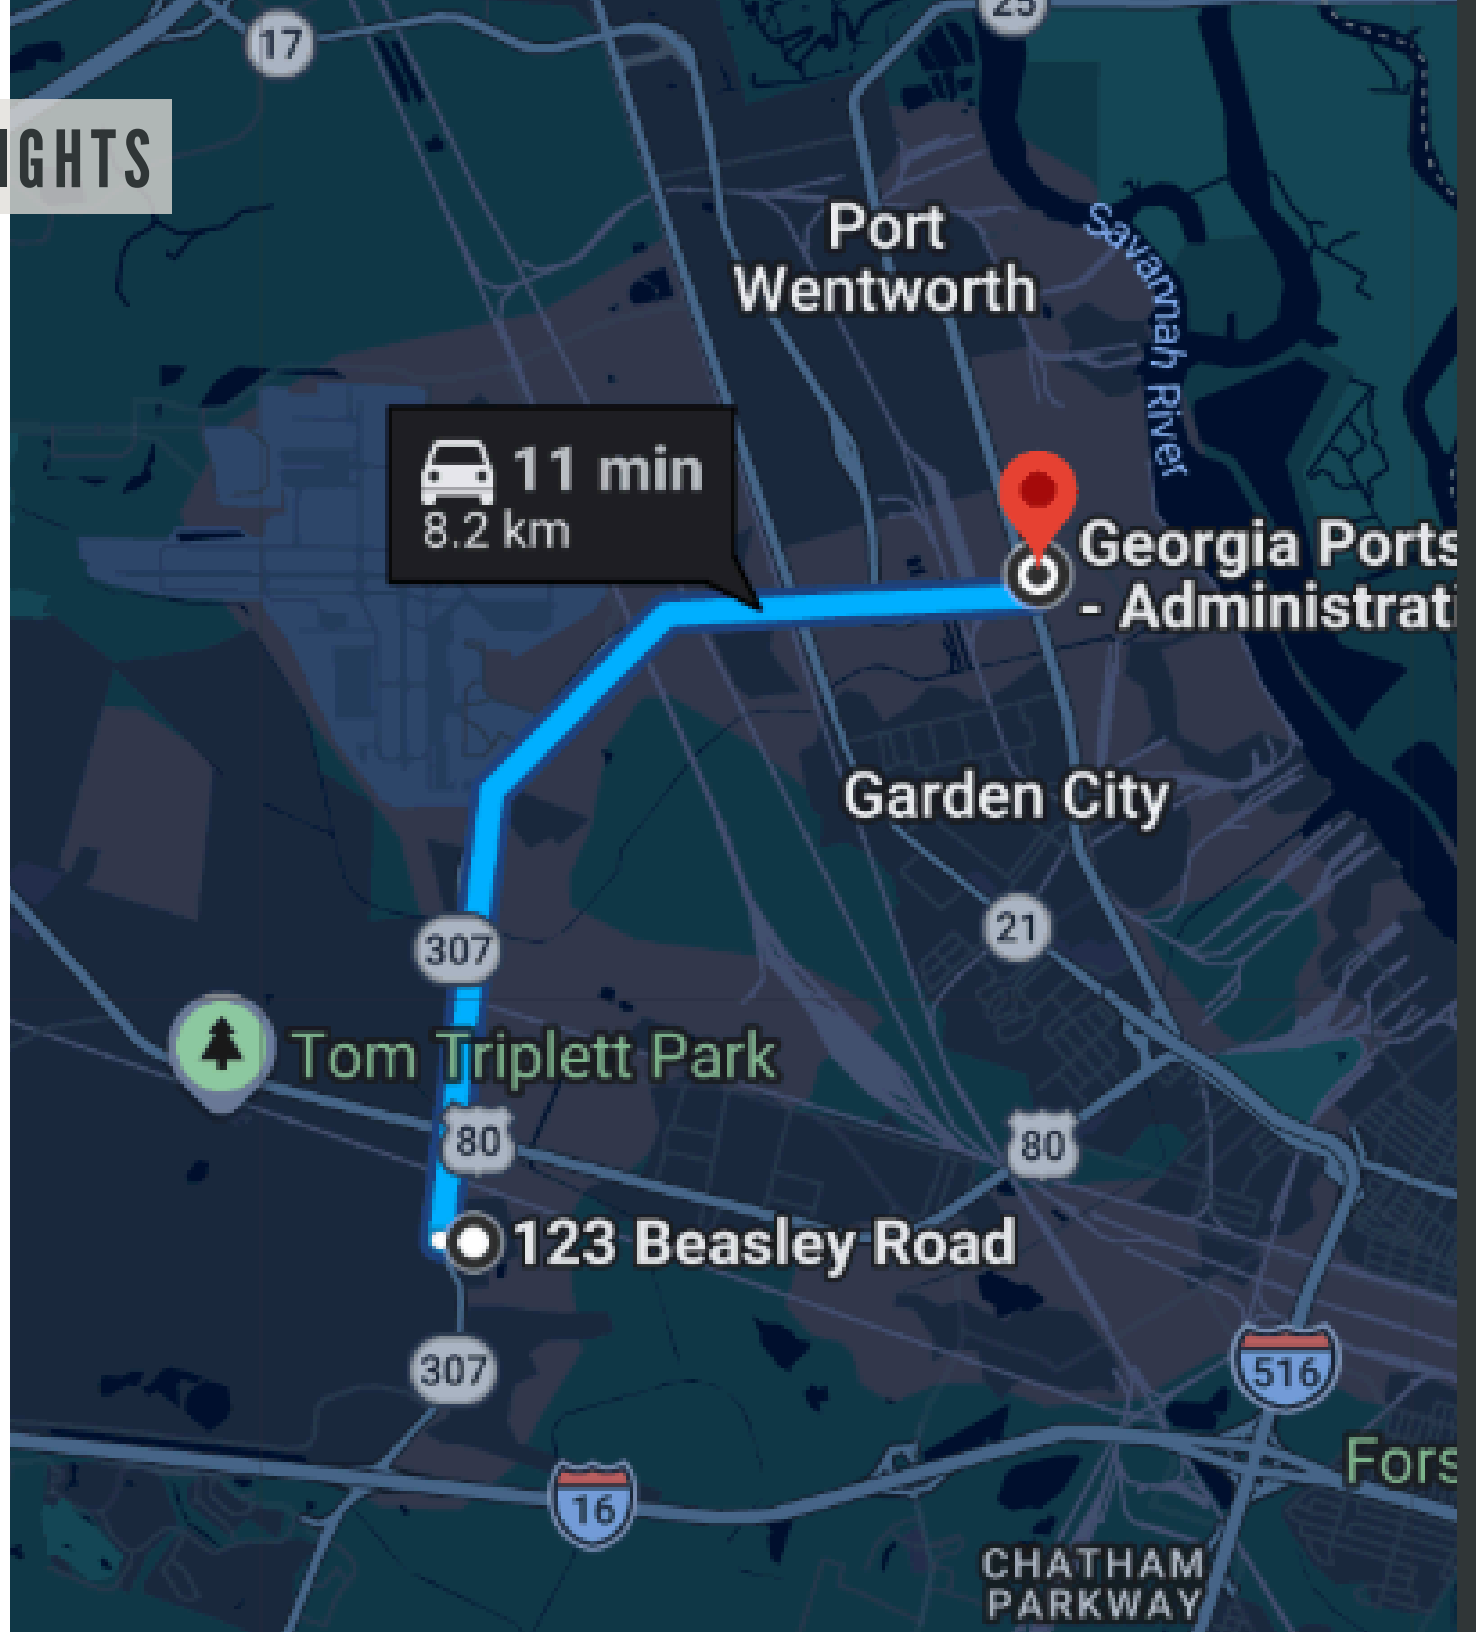 25
17
IGHTS
Port
Wentworth
Savannah River
11 min
8.2 km
Georgia Ports
- Administrati
Garden City
21
307
Tom Triplett Park
80
80
123 Beasley Road
307
516
Fors
16
CHATHAM
PARKWAY